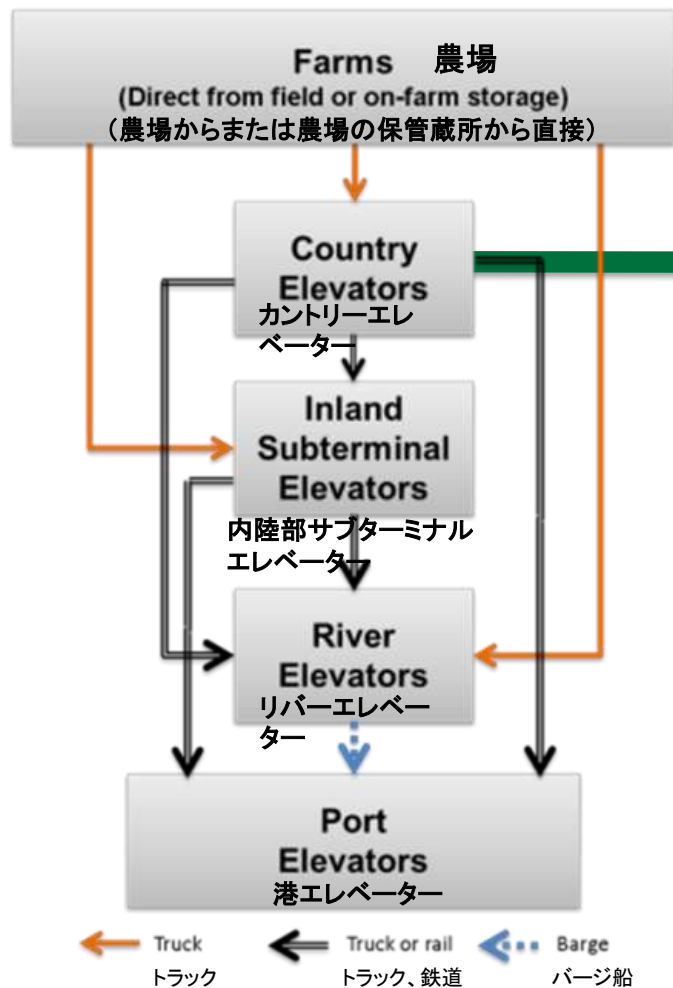 Farms 農場
(Direct from field or on-farm storage)
（農場からまたは農場の保管蔵所から直接）
Country
Elevators
カントリーエレ
ベーター
Inland
Subterminal
Elevators
内陸部サブターミナル
エレベーター
River
Elevators
リバーエレベー
ター
Port
Elevators
港エレベーター
Truck
Truck or rail
Barge
トラック
トラック、鉄道
バージ船